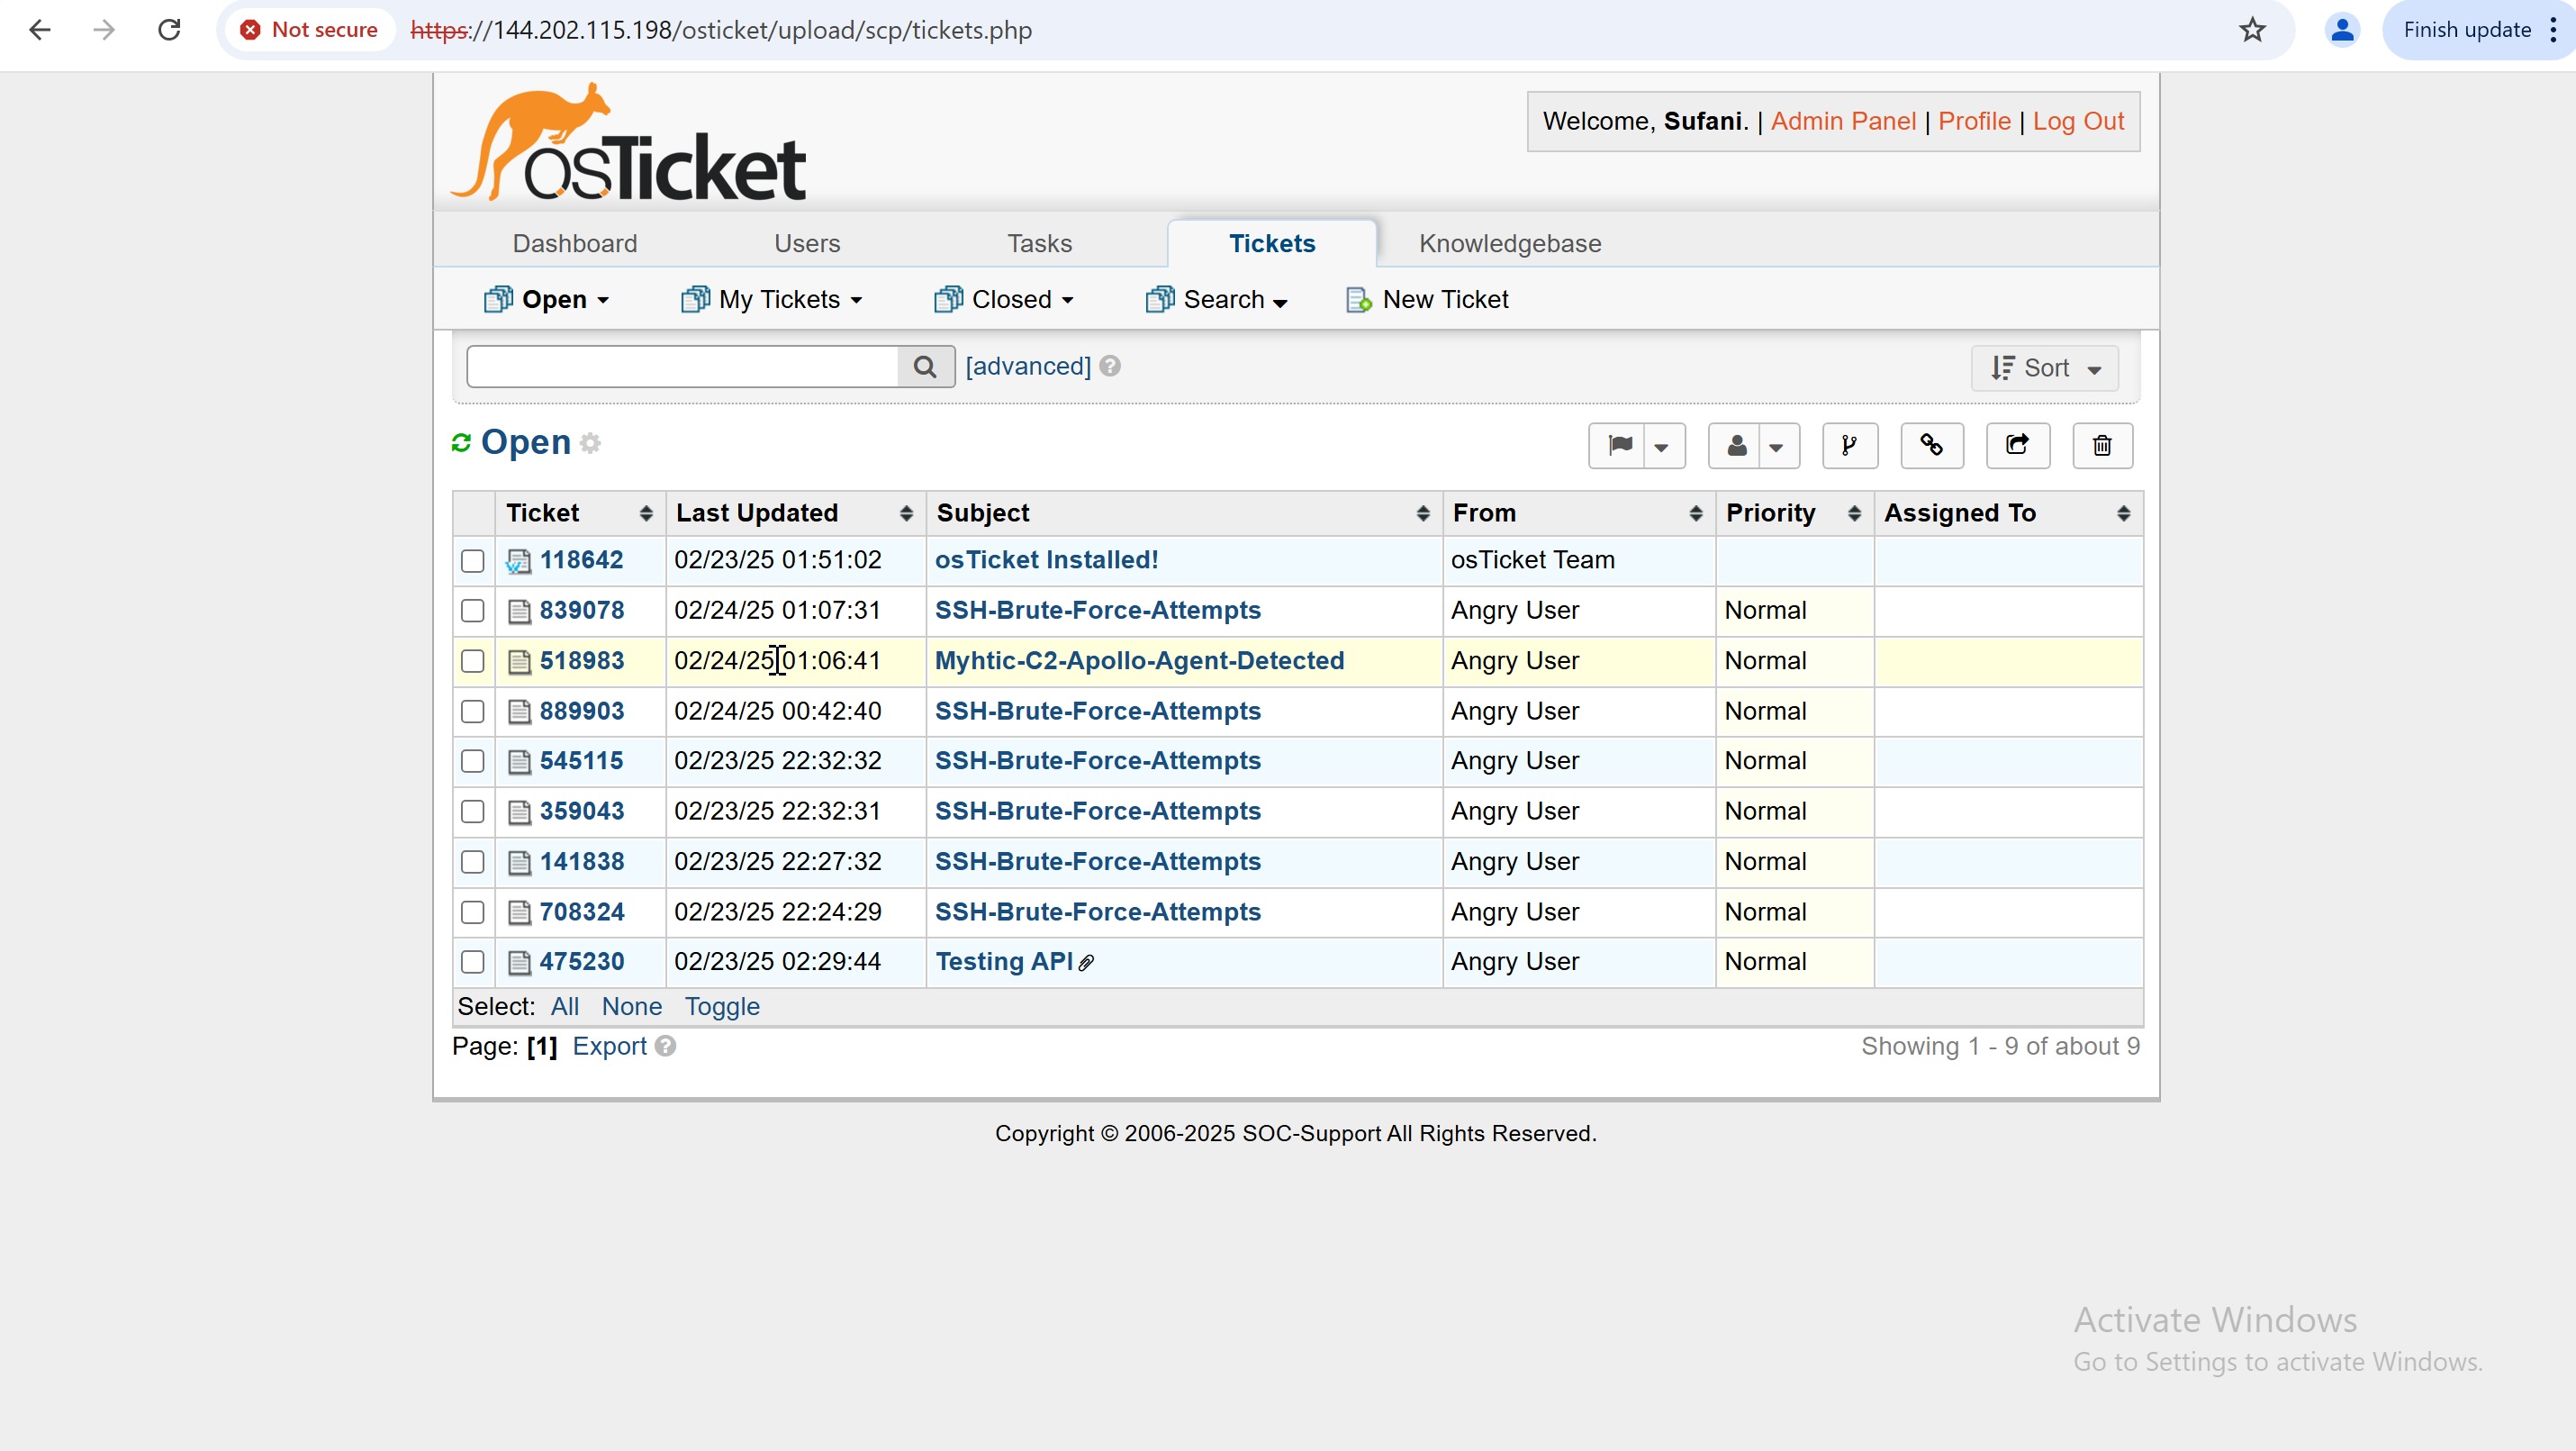 Not secure https://144.202.115.198/osticket/upload/scp/tickets.php Finish update
osTicket
Welcome, Sufani. | Admin Panel | Profile | Log Out
Dashboard Users Tasks Tickets Knowledgebase
Open My Tickets Closed Search New Ticket
[advanced] ? Sort
Open
Ticket Last Updated Subject From Priority Assigned To
118642 02/23/25 01:51:02 osTicket Installed! osTicket Team
839078 02/24/25 01:07:31 SSH-Brute-Force-Attempts Angry User Normal
518983 02/24/25 01:06:41 Myhtic-C2-Apollo-Agent-Detected Angry User Normal
889903 02/24/25 00:42:40 SSH-Brute-Force-Attempts Angry User Normal
545115 02/23/25 22:32:32 SSH-Brute-Force-Attempts Angry User Normal
359043 02/23/25 22:32:31 SSH-Brute-Force-Attempts Angry User Normal
141838 02/23/25 22:27:32 SSH-Brute-Force-Attempts Angry User Normal
708324 02/23/25 22:24:29 SSH-Brute-Force-Attempts Angry User Normal
475230 02/23/25 02:29:44 Testing API Angry User Normal
Select: All None Toggle
Page: [1] Export ? Showing 1 - 9 of about 9
Copyright © 2006-2025 SOC-Support All Rights Reserved.
Activate Windows
Go to Settings to activate Windows.